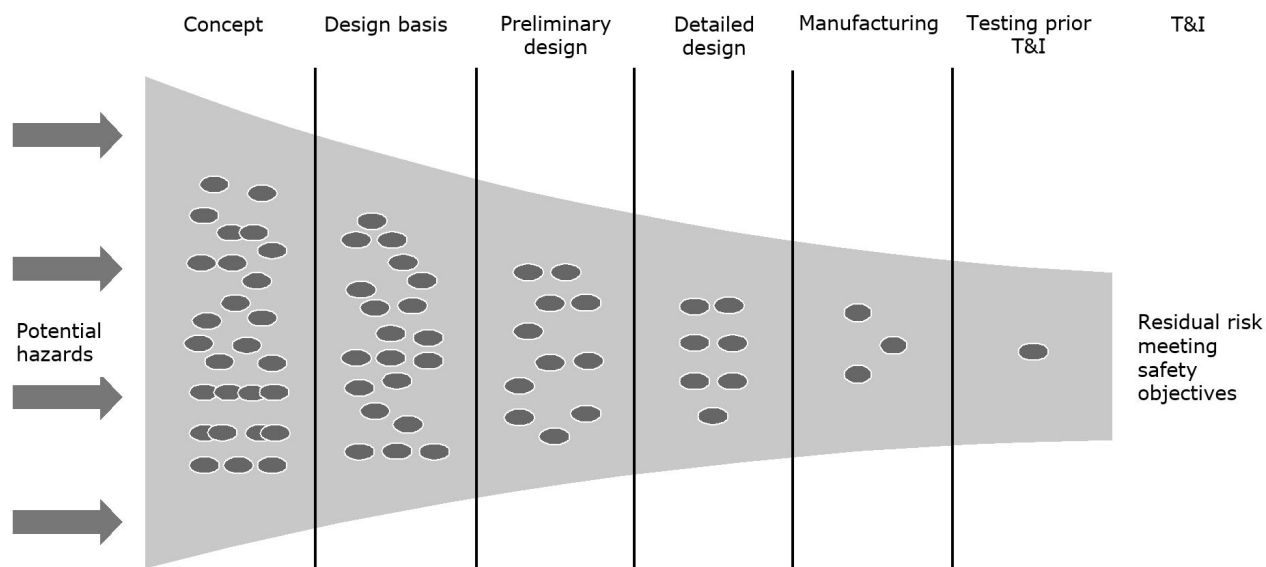 Concept
Design basis
Preliminary
design
Detailed
design
Manufacturing
Testing prior
T&I
T&I
Potential
hazards
Residual risk
meeting
safety
objectives